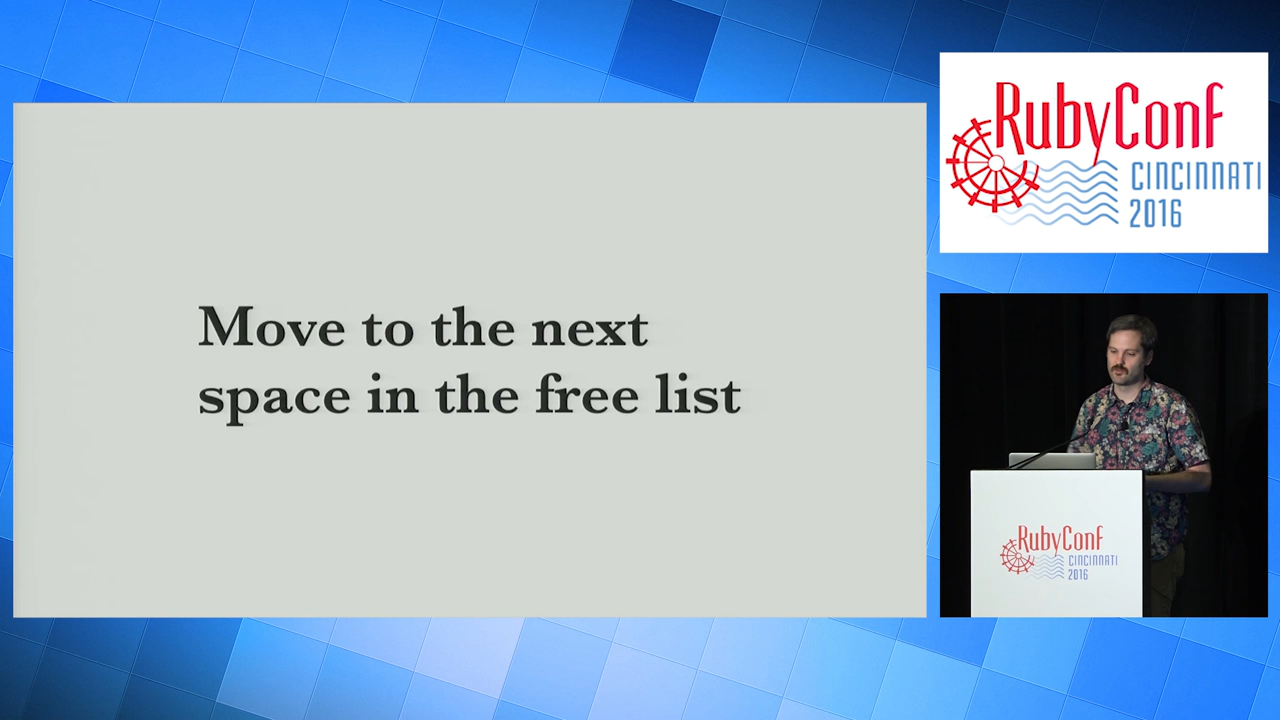 Move to the next
space in the free list
RubyConf
CINCINNATI
2016
RubyConf
CINCINNATI
2016